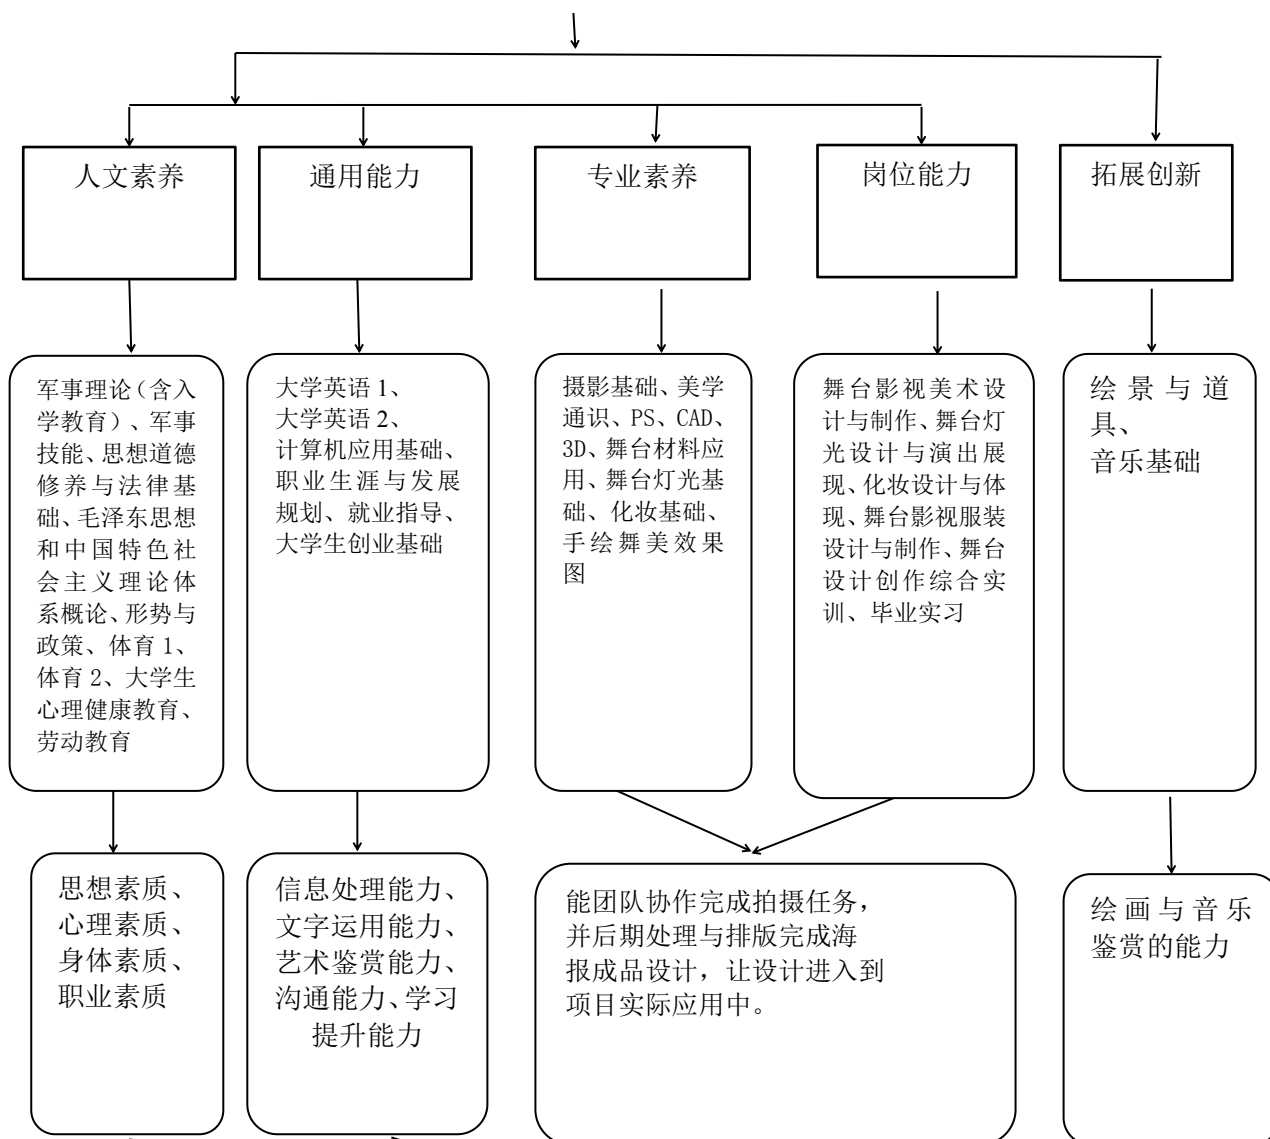 人文素养
通用能力
专业素养
岗位能力
拓展创新
军事理论（含入
学教育）、军事
技能、思想道德
修养与法律基
础、毛泽东思想
和中国特色社
会主义理论体
系概论、形势与
政策、体育 1、
体育 2、大学生
心理健康教育、
劳动教育
大学英语 1、
大学英语 2、
计算机应用基础、
职业生涯与发展
规划、就业指导、
大学生创业基础
摄影基础、美学
通识、PS、CAD、
3D、舞台材料应
用、舞台灯光基
础、化妆基础、
手绘舞美效果
图
舞台影视美术设
计与制作、舞台灯
光设计与演出展
现、化妆设计与体
现、舞台影视服装
设计与制作、舞台
设计创作综合实
训、毕业实习
绘景与道
具、
音乐基础
思想素质、
心理素质、
身体素质、
职业素质
信息处理能力、
文字运用能力、
艺术鉴赏能力、
沟通能力、学习
提升能力
能团队协作完成拍摄任务，
并后期处理与排版完成海
报成品设计，让设计进入到
项目实际应用中。
绘画与音乐
鉴赏的能力